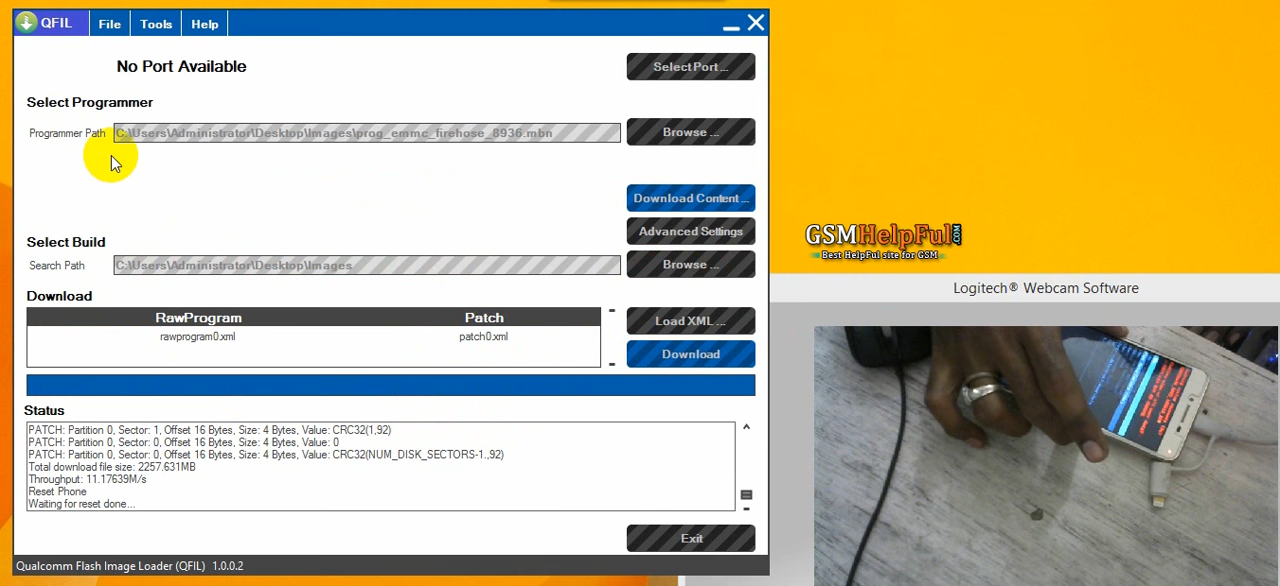 QFIL File Tools Help
No Port Available
Select Port ...
Select Programmer
Programmer Path C:\Users\Administrator\Desktop\Images\prog_emmc_firehose_8936.mbn Browse ...
Download Content ...
Advanced Settings
Select Build
Search Path C:\Users\Administrator\Desktop\Images Browse ...
Download
RawProgram Patch
rawprogram0.xml patch0.xml
Load XML ...
Download
Status
PATCH: Partition 0, Sector: 1, Offset 16 Bytes, Size: 4 Bytes, Value: CRC32(1,92)
PATCH: Partition 0, Sector: 0, Offset 16 Bytes, Size: 4 Bytes, Value: 0
PATCH: Partition 0, Sector: 0, Offset 16 Bytes, Size: 4 Bytes, Value: CRC32(NUM_DISK_SECTORS-1.,92)
Total download file size: 2257.631MB
Throughput: 11.17639M/s
Reset Phone
Waiting for reset done...
Exit
Qualcomm Flash Image Loader (QFIL) 1.0.0.2
GSMHelpFul.COM
Best HelpFul site for GSM
Logitech® Webcam Software